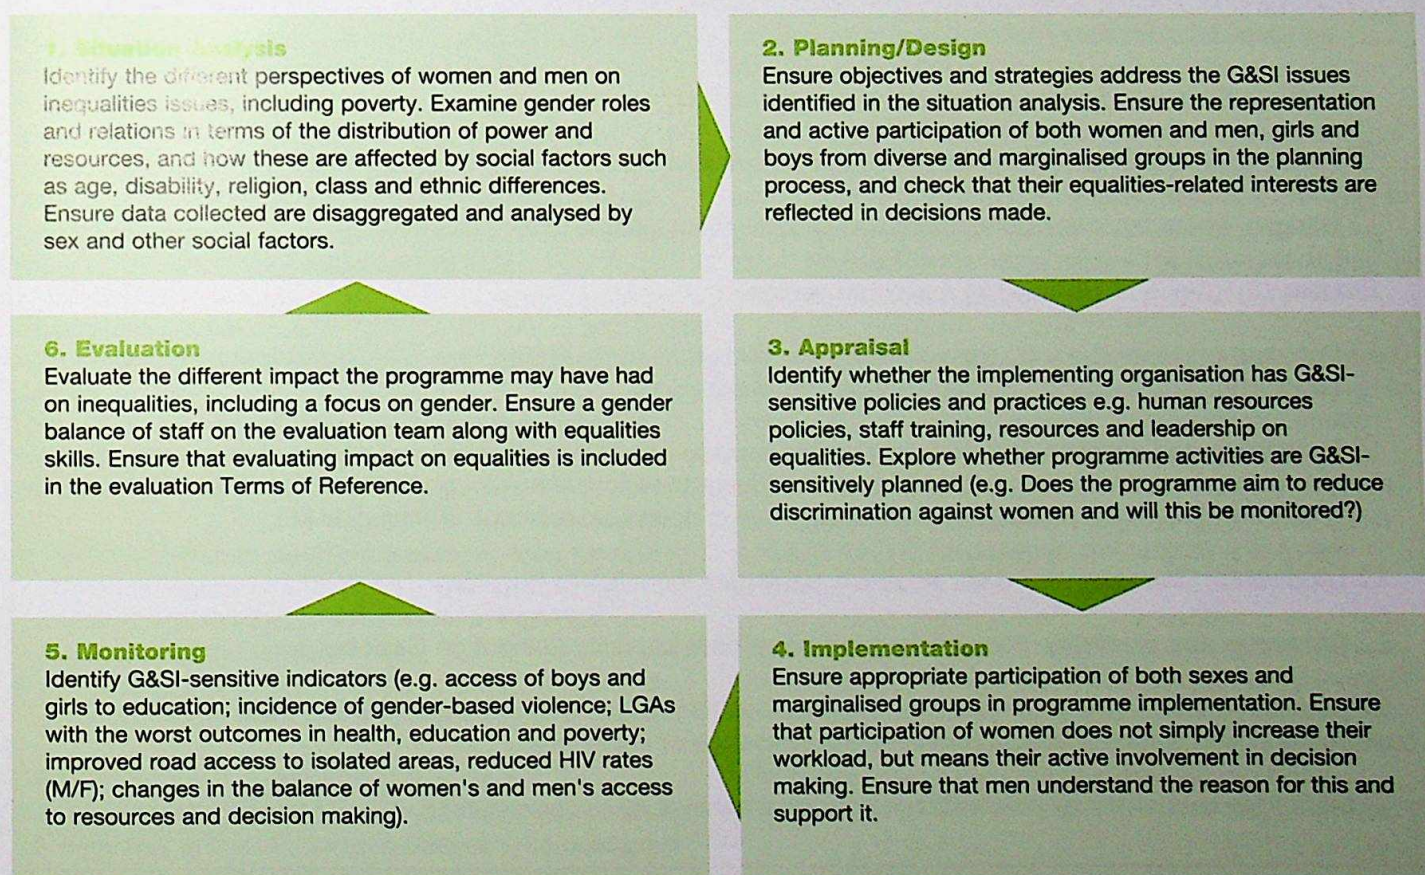 1. Situation Analysis
Identify the different perspectives of women and men on
inequalities issues, including poverty. Examine gender roles
and relations in terms of the distribution of power and
resources, and how these are affected by social factors such
as age, disability, religion, class and ethnic differences.
Ensure data collected are disaggregated and analysed by
sex and other social factors.
2. Planning/Design
Ensure objectives and strategies address the G&SI issues
identified in the situation analysis. Ensure the representation
and active participation of both women and men, girls and
boys from diverse and marginalised groups in the planning
process, and check that their equalities-related interests are
reflected in decisions made.
3. Appraisal
Identify whether the implementing organisation has G&SI-
sensitive policies and practices e.g. human resources
policies, staff training, resources and leadership on
equalities. Explore whether programme activities are G&SI-
sensitively planned (e.g. Does the programme aim to reduce
discrimination against women and will this be monitored?)
4. Implementation
Ensure appropriate participation of both sexes and
marginalised groups in programme implementation. Ensure
that participation of women does not simply increase their
workload, but means their active involvement in decision
making. Ensure that men understand the reason for this and
support it.
5. Monitoring
Identify G&SI-sensitive indicators (e.g. access of boys and
girls to education; incidence of gender-based violence; LGAs
with the worst outcomes in health, education and poverty;
improved road access to isolated areas, reduced HIV rates
(M/F); changes in the balance of women's and men's access
to resources and decision making).
6. Evaluation
Evaluate the different impact the programme may have had
on inequalities, including a focus on gender. Ensure a gender
balance of staff on the evaluation team along with equalities
skills. Ensure that evaluating impact on equalities is included
in the evaluation Terms of Reference.